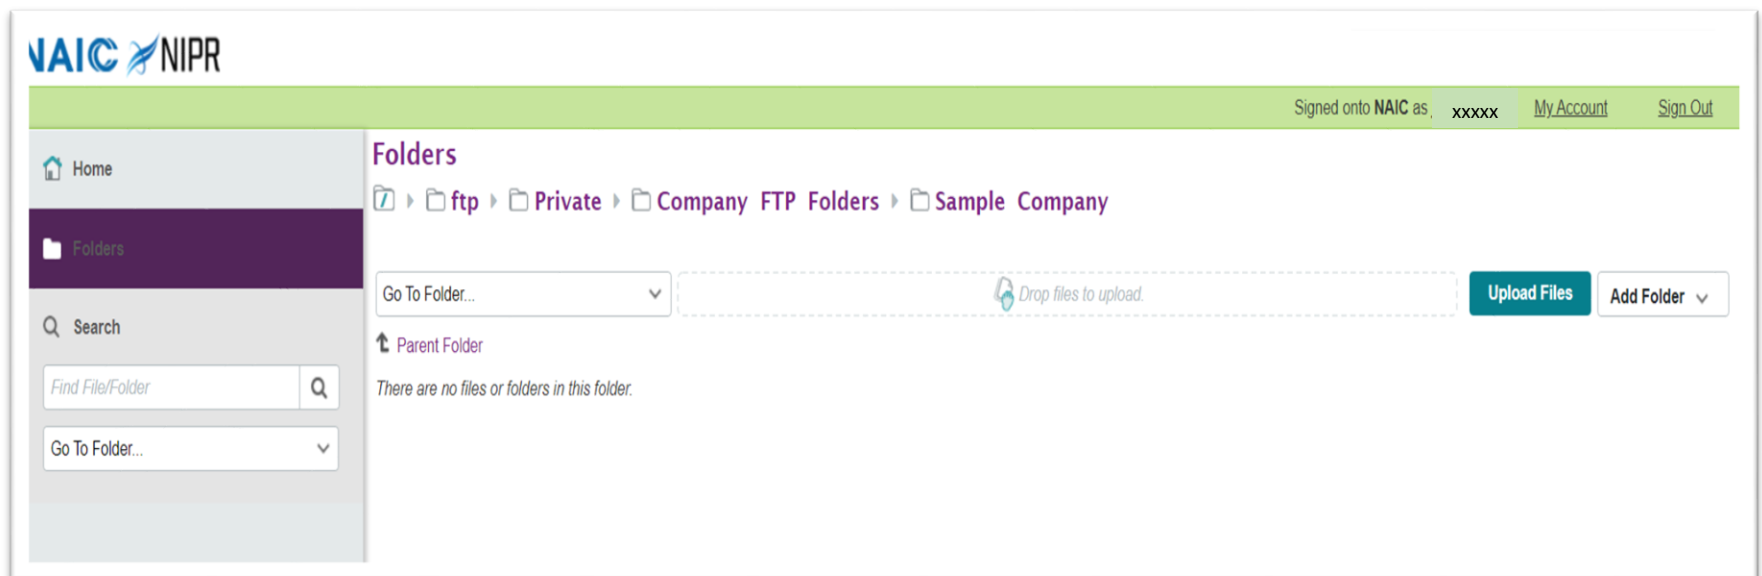 NAIC NIPR
Signed onto NAIC as xxxxx My Account Sign Out
Home
Folders
Search
Find File/Folder
Go To Folder...
Folders
/ ftp Private Company FTP Folders Sample Company
Go To Folder... Drop files to upload. Upload Files Add Folder
Parent Folder
There are no files or folders in this folder.